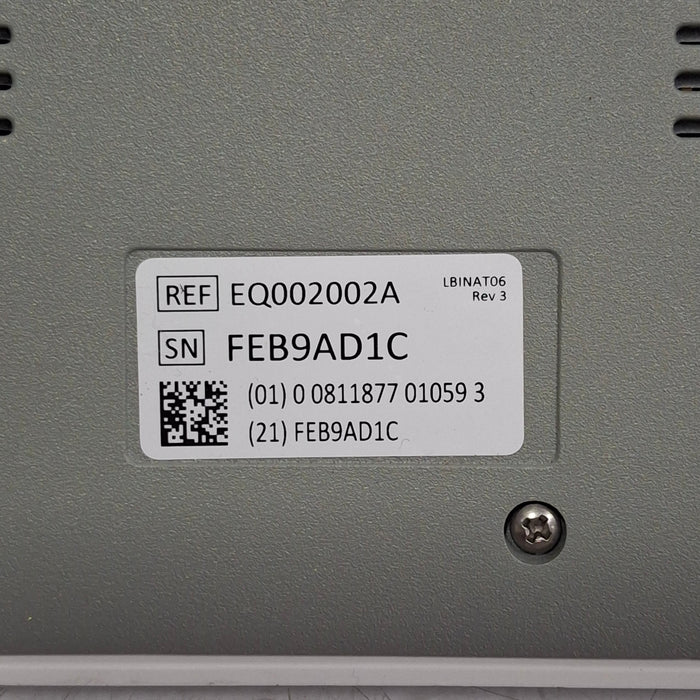 REF EQ002002A
LBINAT06
Rev 3
SN FEB9AD1C
(01) 0 0811877 01059 3
(21) FEB9AD1C